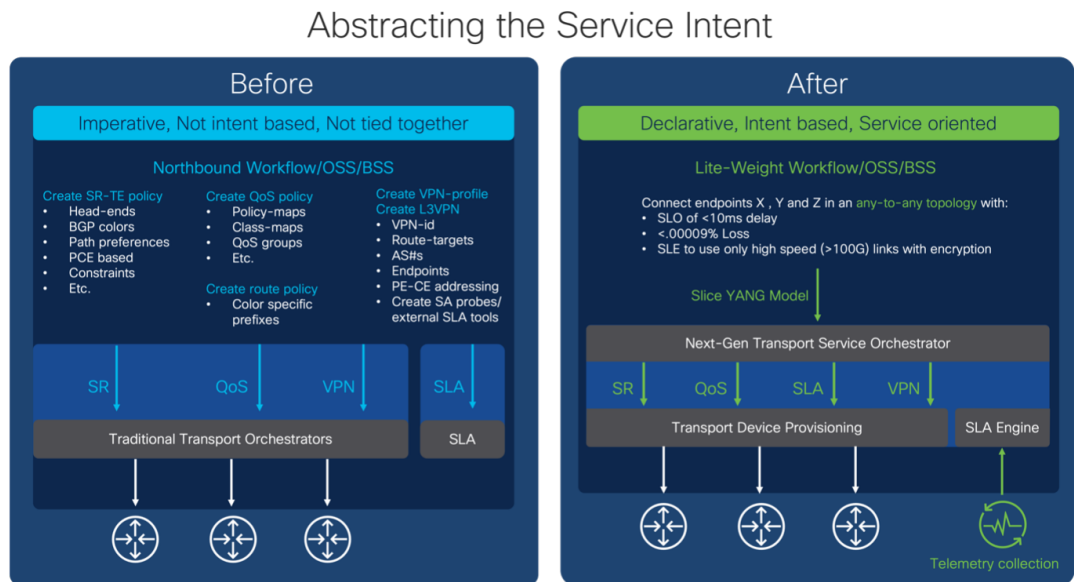 Abstracting the Service Intent
Before
Imperative, Not intent based, Not tied together
Northbound Workflow/OSS/BSS
Create SR-TE policy
• Head-ends
• BGP colors
• Path preferences
• PCE based
• Constraints
• Etc.
Create QoS policy
• Policy-maps
• Class-maps
• QoS groups
• Etc.
Create route policy
• Color specific
prefixes
Create VPN-profile
Create L3VPN
• VPN-id
• Route-targets
• AS#s
• Endpoints
• PE-CE addressing
• Create SA probes/
external SLA tools
SR
QoS
VPN
SLA
Traditional Transport Orchestrators
SLA
After
Declarative, Intent based, Service oriented
Lite-Weight Workflow/OSS/BSS
Connect endpoints X , Y and Z in an any-to-any topology with:
• SLO of <10ms delay
• <.00009% Loss
• SLE to use only high speed (>100G) links with encryption
Slice YANG Model
Next-Gen Transport Service Orchestrator
SR
QoS
SLA
VPN
Transport Device Provisioning
SLA Engine
Telemetry collection